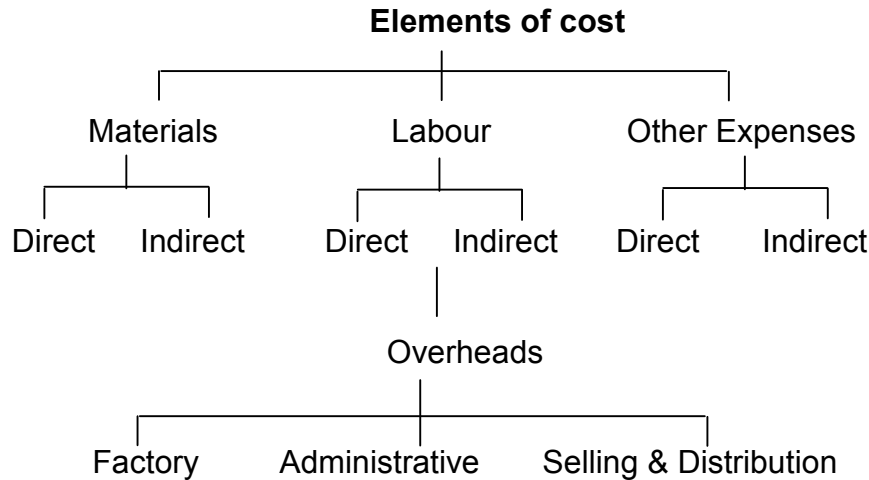 Elements of cost
Materials Labour Other Expenses
Direct Indirect Direct Indirect Direct Indirect
Overheads
Factory Administrative Selling & Distribution